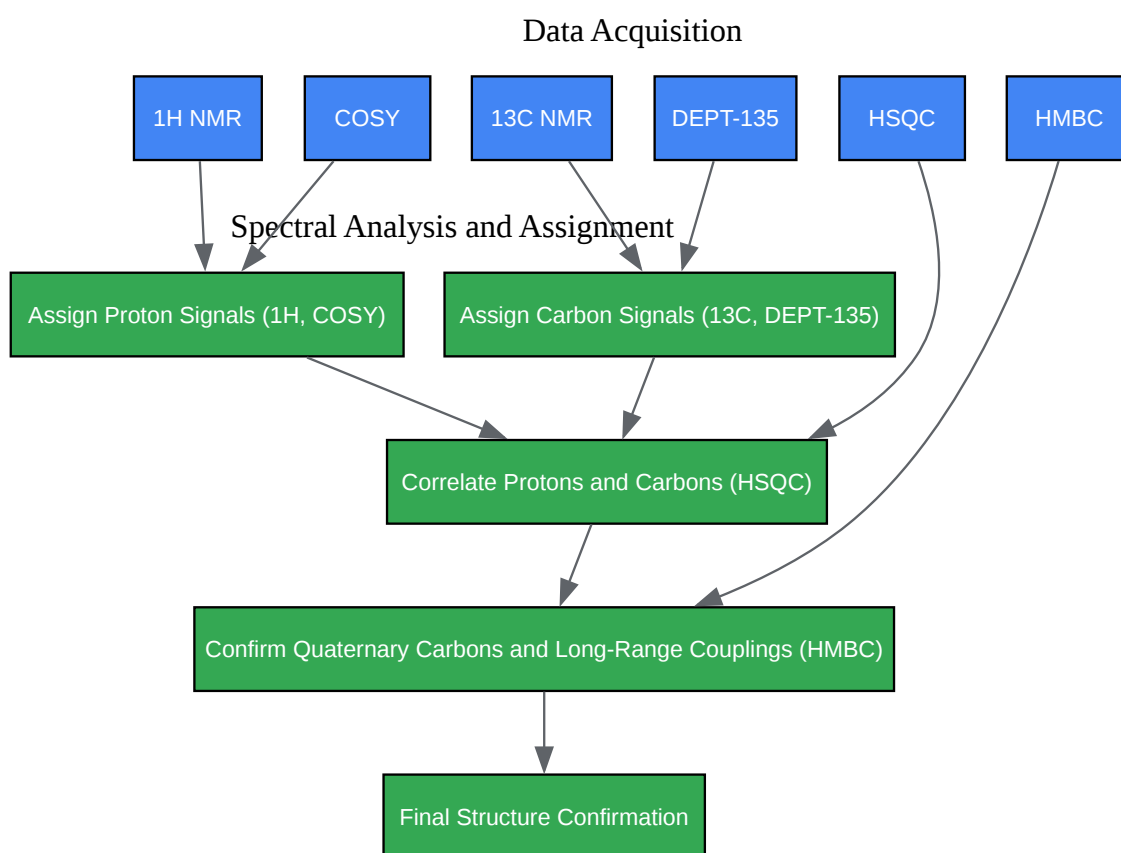 Data Acquisition
1H NMR
COSY
13C NMR
DEPT-135
HSQC
HMBC
Spectral Analysis and Assignment
Assign Proton Signals (1H, COSY)
Assign Carbon Signals (13C, DEPT-135)
Correlate Protons and Carbons (HSQC)
Confirm Quaternary Carbons and Long-Range Couplings (HMBC)
Final Structure Confirmation